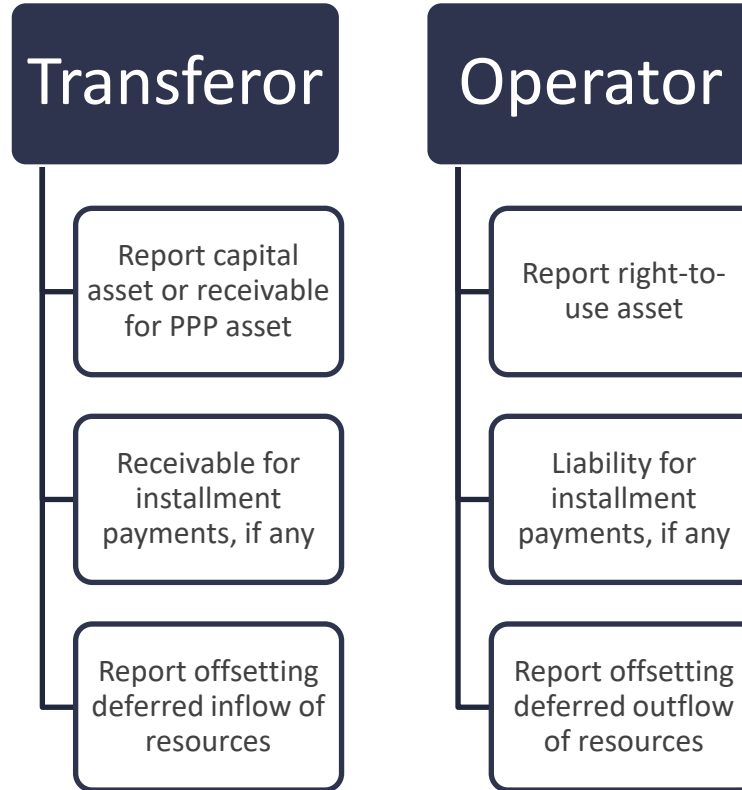 Transferor
Report capital
asset or receivable
for PPP asset
Receivable for
installment
payments, if any
Report offsetting
deferred inflow of
resources
Operator
Report right-to-
use asset
Liability for
installment
payments, if any
Report offsetting
deferred outflow
of resources